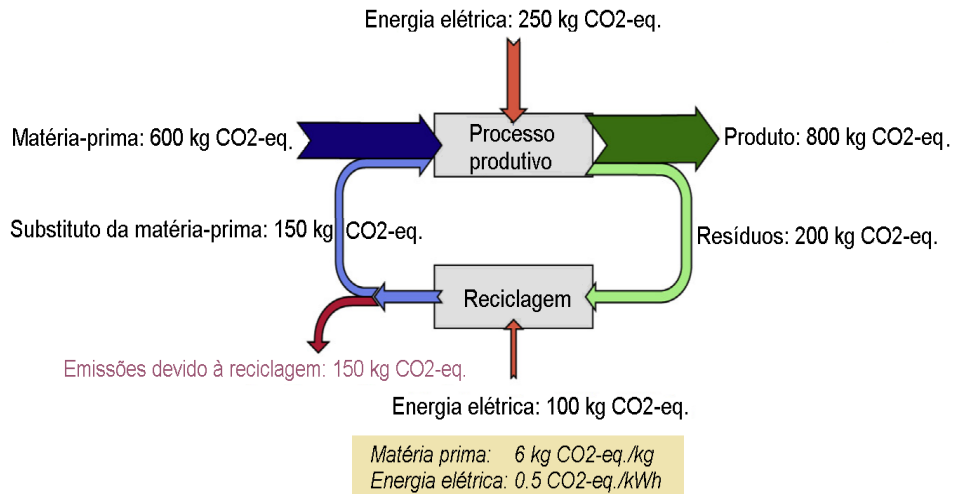 Energia elétrica: 250 kg CO2-eq.
Matéria-prima: 600 kg CO2-eq.
Processo
produtivo
Produto: 800 kg CO2-eq.
Substituto da matéria-prima: 150 kg CO2-eq.
Resíduos: 200 kg CO2-eq.
Reciclagem
Emissões devido à reciclagem: 150 kg CO2-eq.
Energia elétrica: 100 kg CO2-eq.
Matéria prima: 6 kg CO2-eq./kg
Energia elétrica: 0.5 CO2-eq./kWh